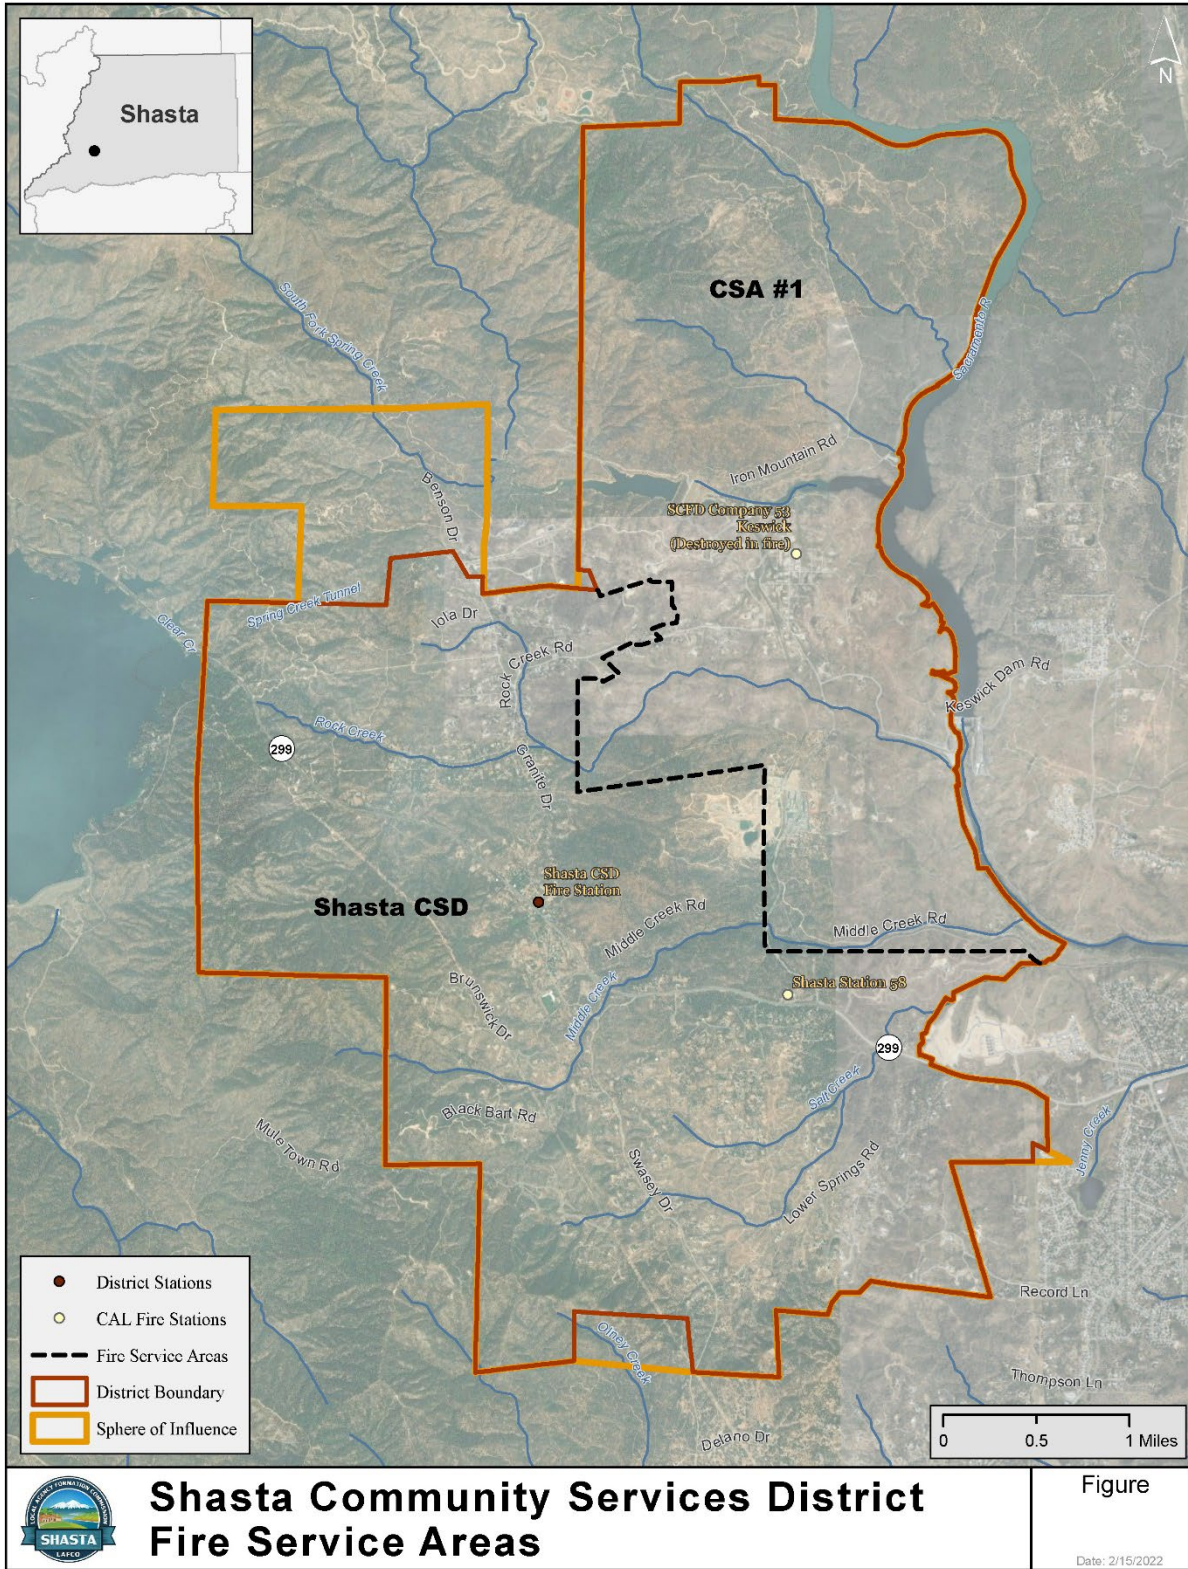 N
Shasta
CSA #1
South Fork Spring Creek
Sacramento R
Iron Mountain Rd
Benson Dr
SCFD Company 53
Keswick
(Destroyed in fire)
Spring Creek Tunnel
Iola Dr
Clear Cr
Rock Creek Rd
Keswick Dam Rd
Rock Creek
299
Granite Dr
Shasta CSD
Fire Station
Shasta CSD
Middle Creek Rd
Middle Creek Rd
Brunswick Dr
Middle Creek
Shasta Station 58
299
Salt Creek
Black Bart Rd
Mule Town Rd
Jenny Creek
Swasey Dr
Lower Springs Rd
District Stations
CAL Fire Stations
Fire Service Areas
District Boundary
Sphere of Influence
Olney Creek
Record Ln
Thompson Ln
Delano Dr
0 0.5 1 Miles
LOCAL AGENCY FORMATION COMMISSION
SHASTA
LAFCO
Shasta Community Services District
Fire Service Areas
Figure
Date: 2/15/2022